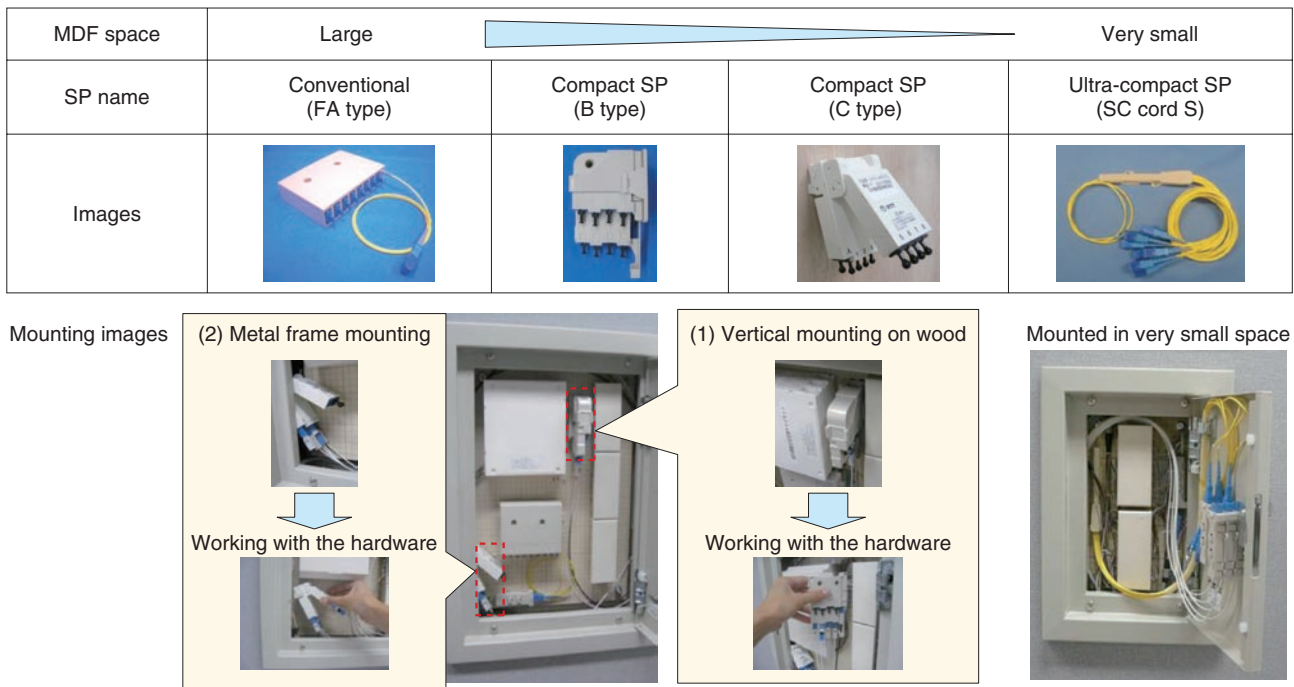 MDF space
Large
Very small
SP name
Conventional
(FA type)
Compact SP
(B type)
Compact SP
(C type)
Ultra-compact SP
(SC cord S)
Images
Mounting images
(2) Metal frame mounting
Working with the hardware
(1) Vertical mounting on wood
Working with the hardware
Mounted in very small space